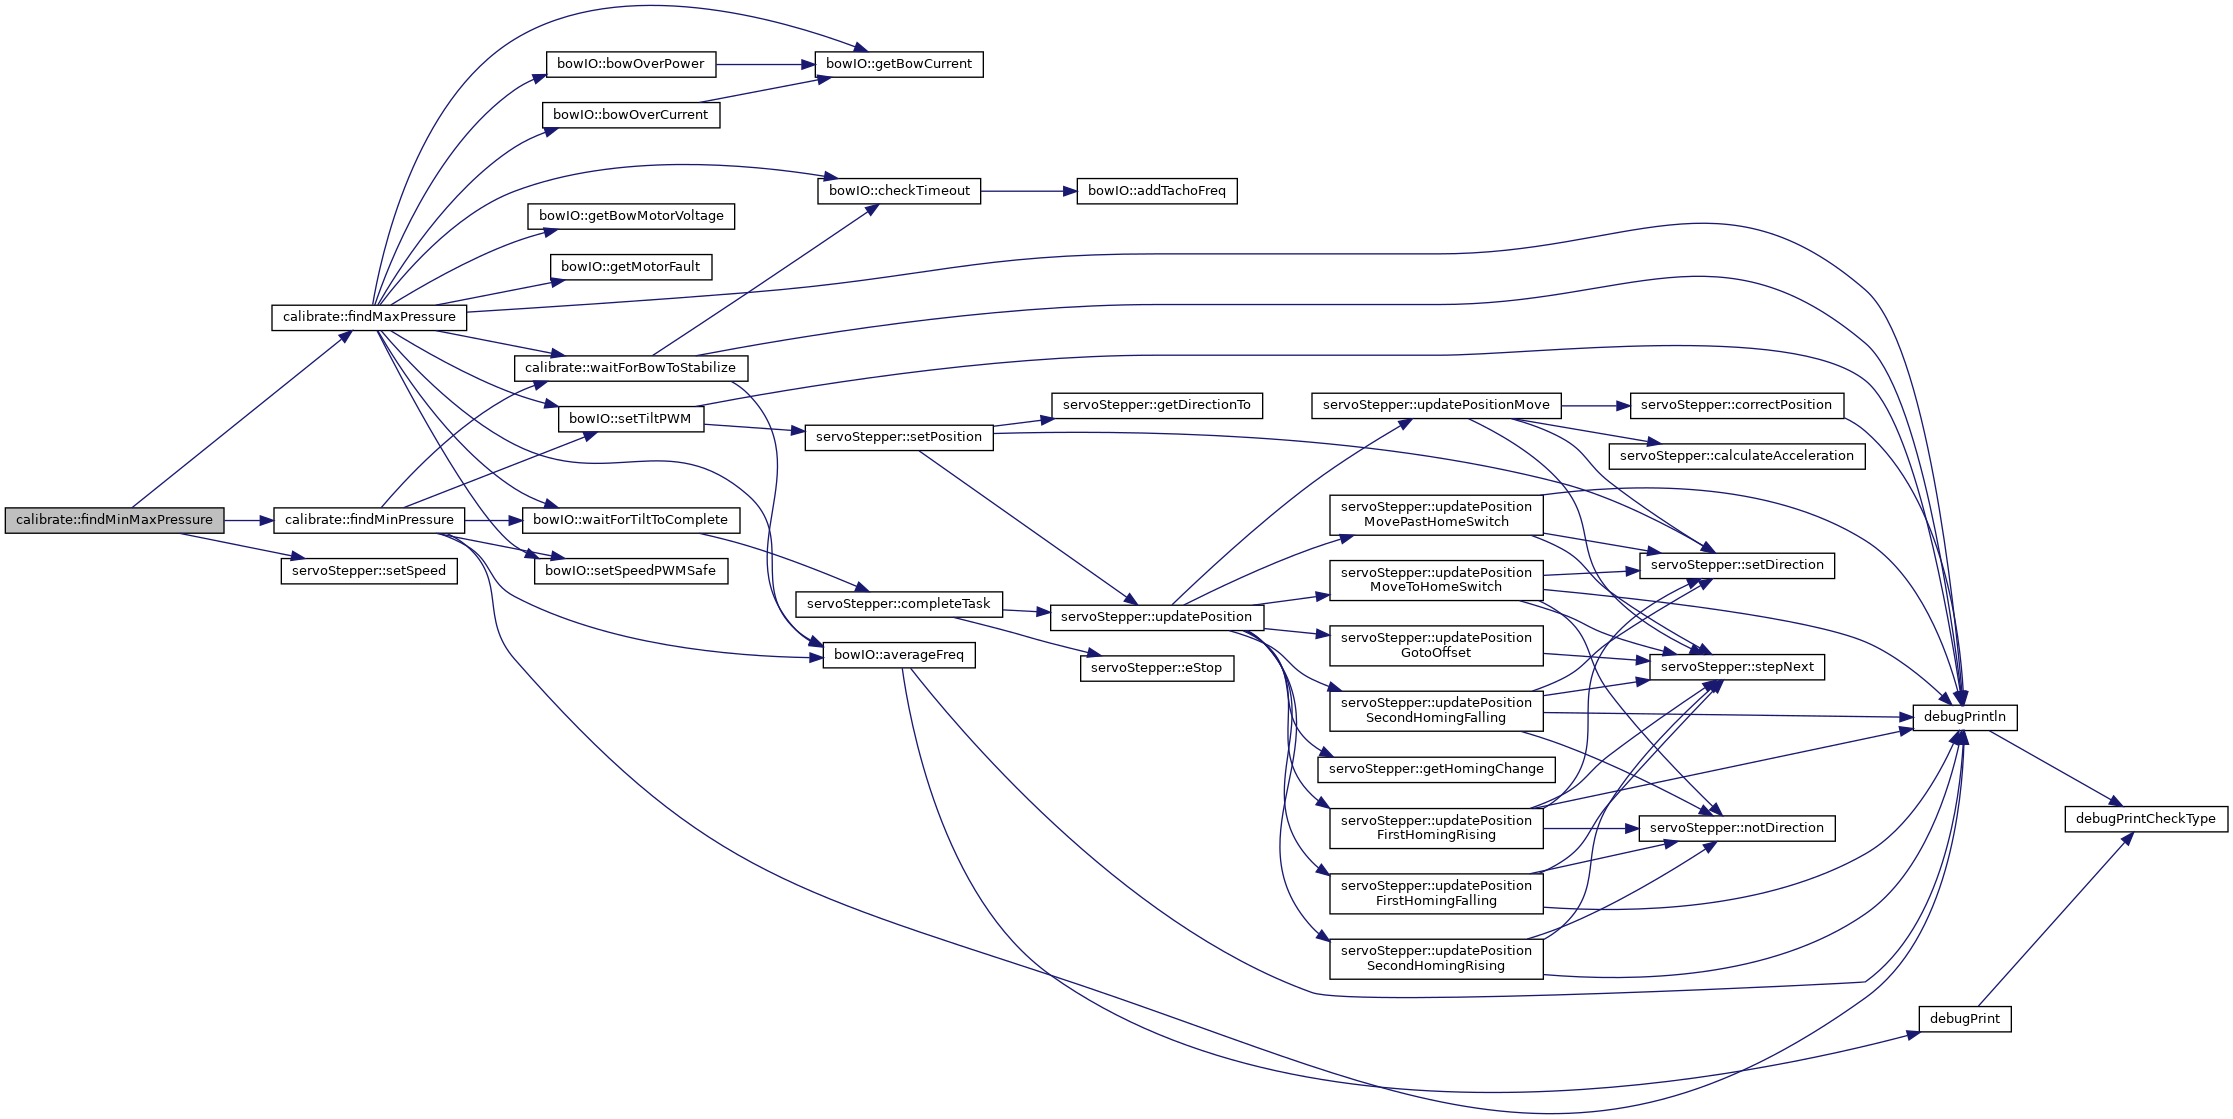 bowIO::bowOverPower
bowIO::getBowCurrent
bowIO::bowOverCurrent
bowIO::checkTimeout
bowIO::addTachoFreq
bowIO::getBowMotorVoltage
bowIO::getMotorFault
calibrate::findMaxPressure
calibrate::waitForBowToStabilize
bowIO::setTiltPWM
servoStepper::getDirectionTo
servoStepper::updatePositionMove
servoStepper::correctPosition
servoStepper::setPosition
servoStepper::calculateAcceleration
calibrate::findMinMaxPressure
calibrate::findMinPressure
bowIO::waitForTiltToComplete
servoStepper::updatePosition
MovePastHomeSwitch
servoStepper::setSpeed
bowIO::setSpeedPWMSafe
servoStepper::updatePosition
MoveToHomeSwitch
servoStepper::setDirection
servoStepper::completeTask
servoStepper::updatePosition
servoStepper::updatePosition
GotoOffset
bowIO::averageFreq
servoStepper::eStop
servoStepper::stepNext
servoStepper::updatePosition
SecondHomingFalling
debugPrintln
servoStepper::getHomingChange
servoStepper::updatePosition
FirstHomingRising
servoStepper::notDirection
debugPrintCheckType
servoStepper::updatePosition
FirstHomingFalling
servoStepper::updatePosition
SecondHomingRising
debugPrint